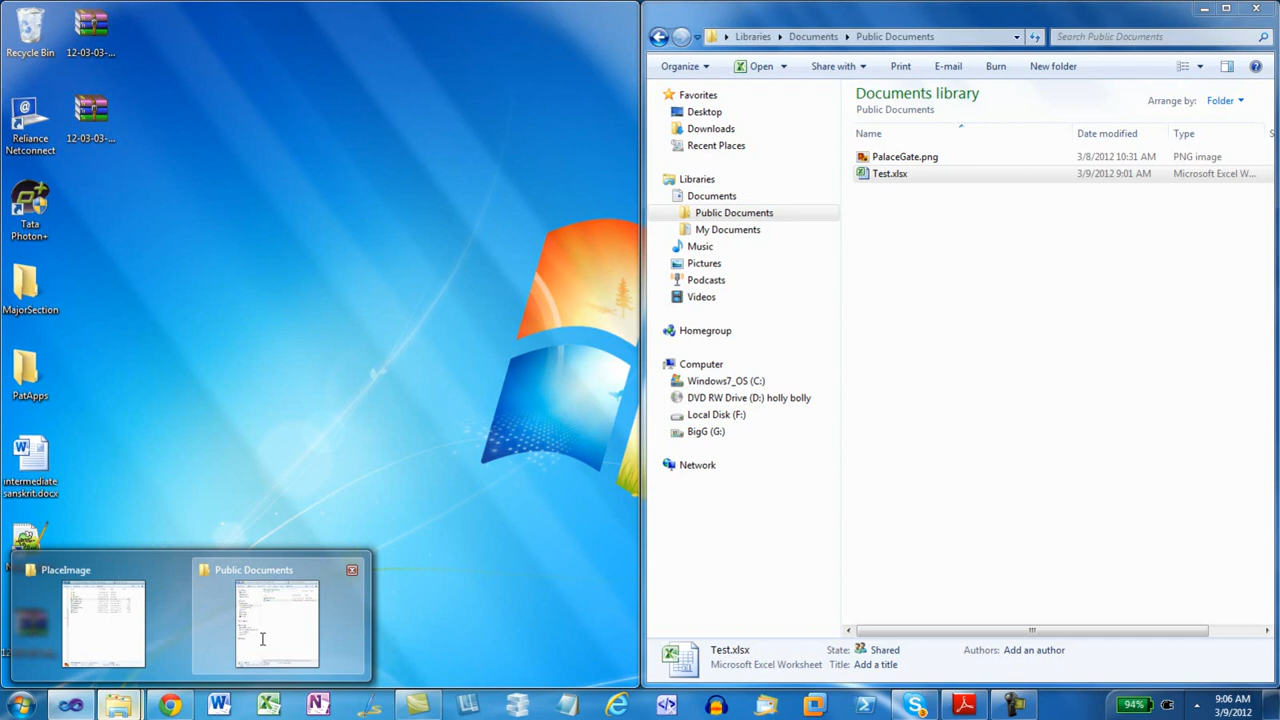 Recycle Bin
12-03-03-...
Reliance Netconnect
12-03-03-...
Tata Photon+
MajorSection
PatApps
intermediate sanskrit.docx
PlaceImage
Public Documents
Libraries
Documents
Public Documents
Search Public Documents
Organize
Open
Share with
Print
E-mail
Burn
New folder
Favorites
Desktop
Downloads
Recent Places
Libraries
Documents
Public Documents
My Documents
Music
Pictures
Podcasts
Videos
Homegroup
Computer
Windows7_OS (C:)
DVD RW Drive (D:) holly bolly
Local Disk (F:)
BigG (G:)
Network
Documents library
Public Documents
Arrange by: Folder
Name Date modified Type
PalaceGate.png 3/8/2012 10:31 AM PNG image
Test.xlsx 3/9/2012 9:01 AM Microsoft Excel W...
Test.xlsx State: Shared Authors: Add an author
Microsoft Excel Worksheet Title: Add a title
94%
9:06 AM
3/9/2012